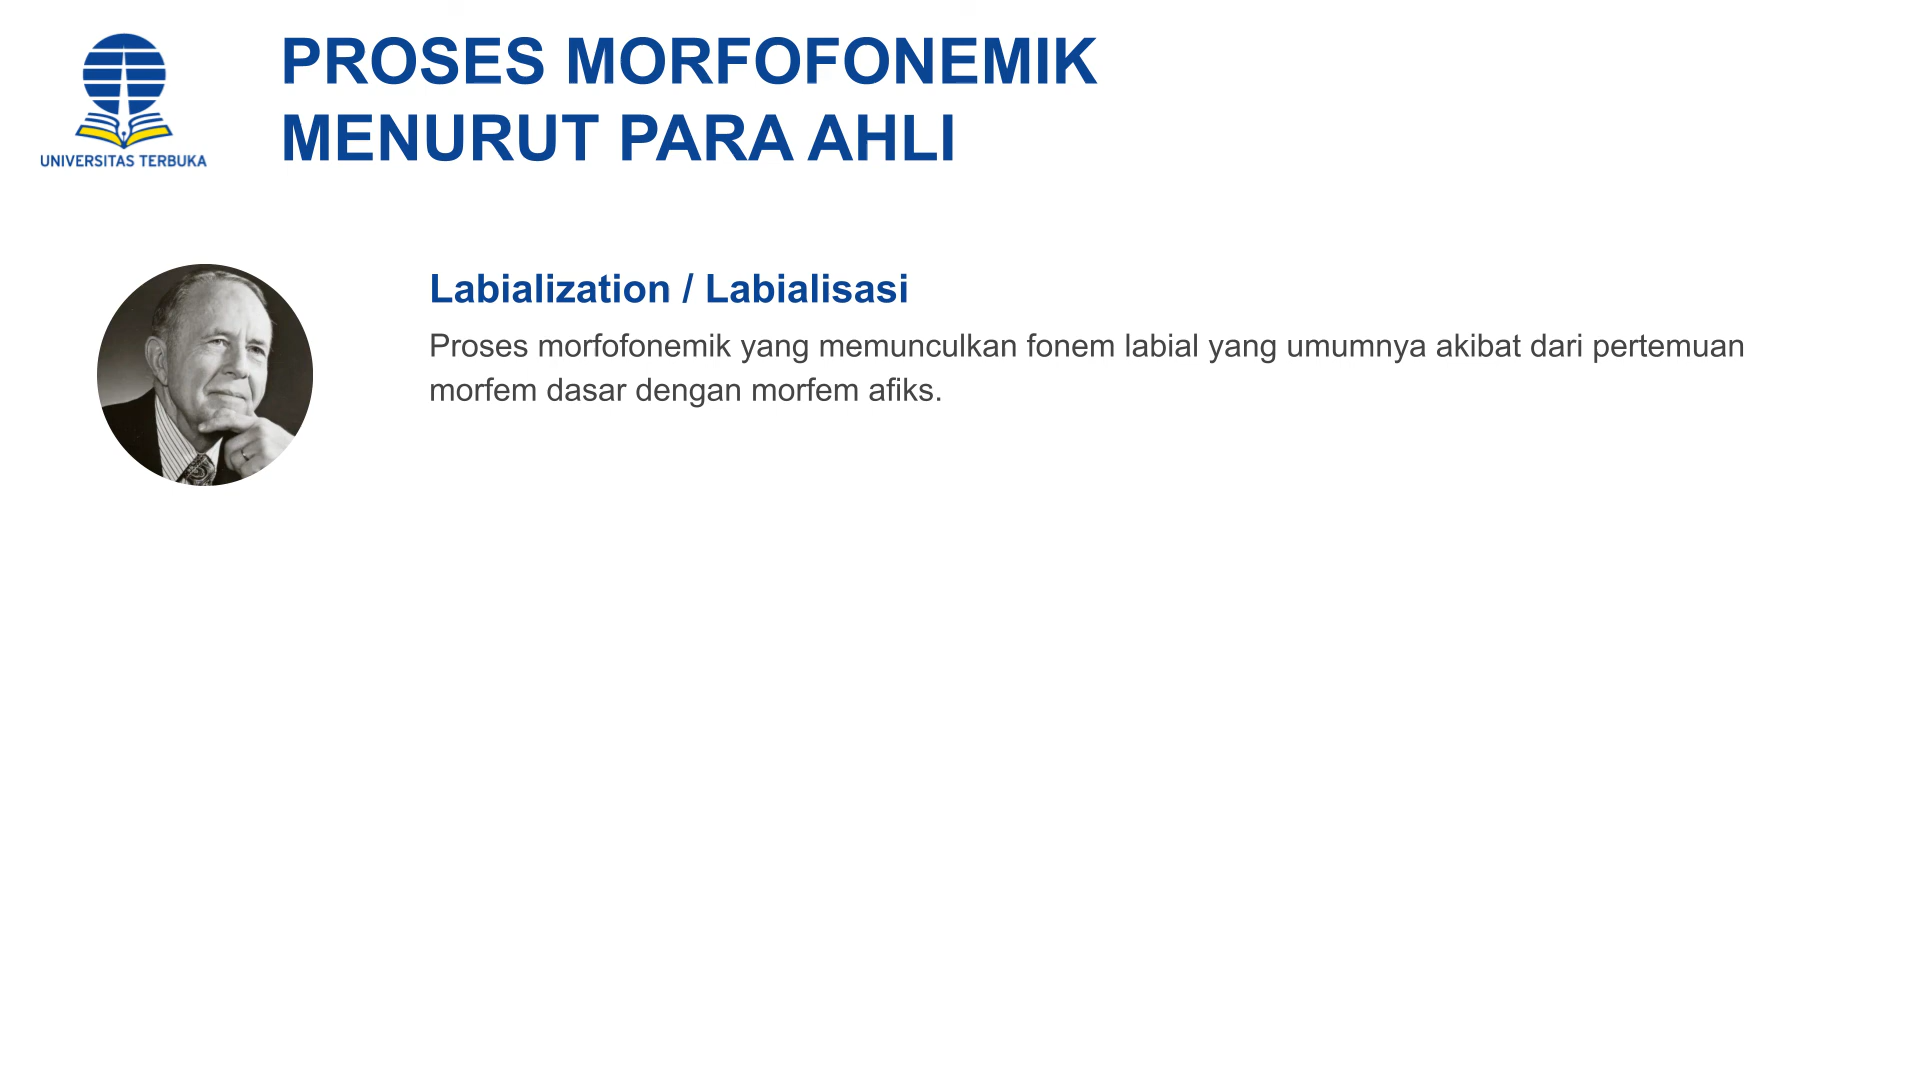 PROSES MORFOFONEMIK
MENURUT PARA AHLI
UNIVERSITAS TERBUKA
Labialization / Labialisasi
Proses morfofonemik yang memunculkan fonem labial yang umumnya akibat dari pertemuan
morfem dasar dengan morfem afiks.